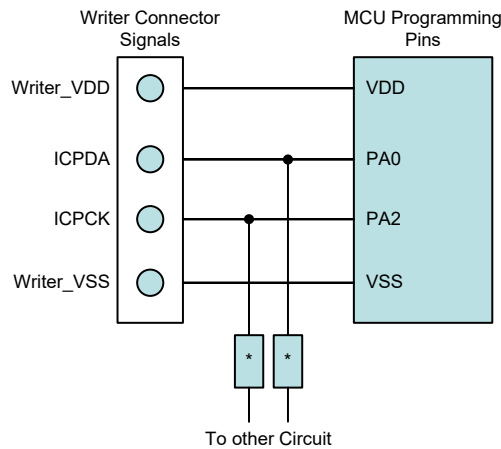 Writer Connector
Signals
MCU Programming
Pins
Writer_VDD
VDD
ICPDA
PA0
ICPCK
PA2
Writer_VSS
VSS
* *
To other Circuit